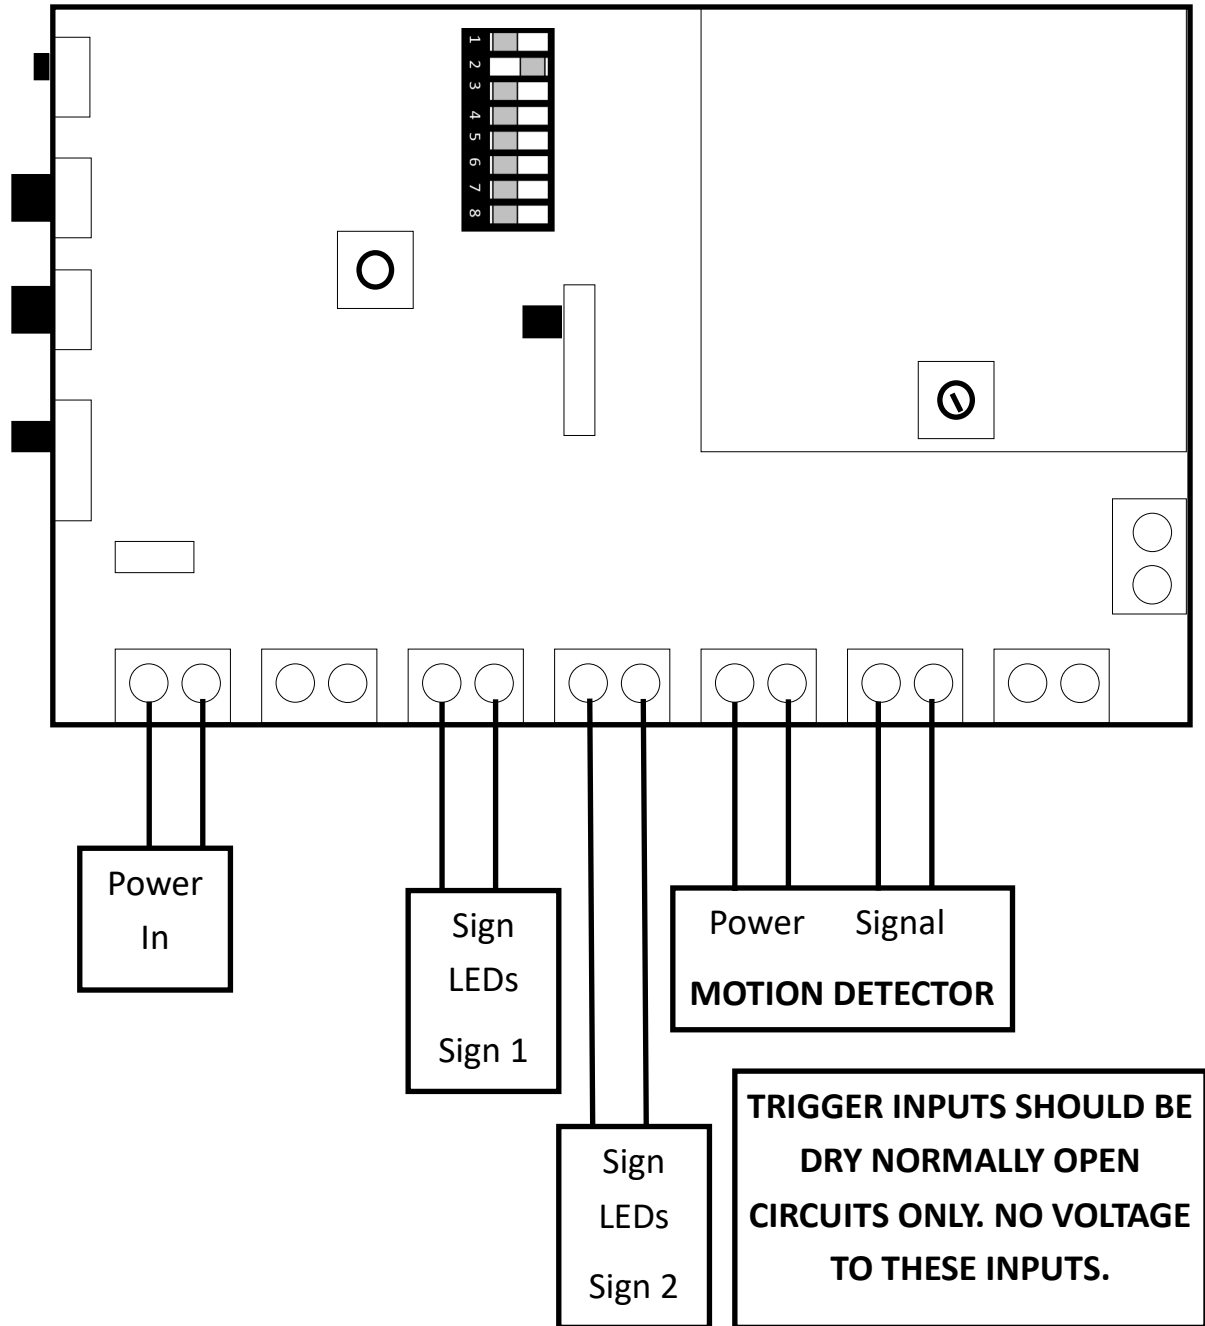 1
2
3
4
5
6
7
8
Power
In
Sign
LEDs
Sign 1
Power Signal
MOTION DETECTOR
Sign
LEDs
Sign 2
TRIGGER INPUTS SHOULD BE
DRY NORMALLY OPEN
CIRCUITS ONLY. NO VOLTAGE
TO THESE INPUTS.